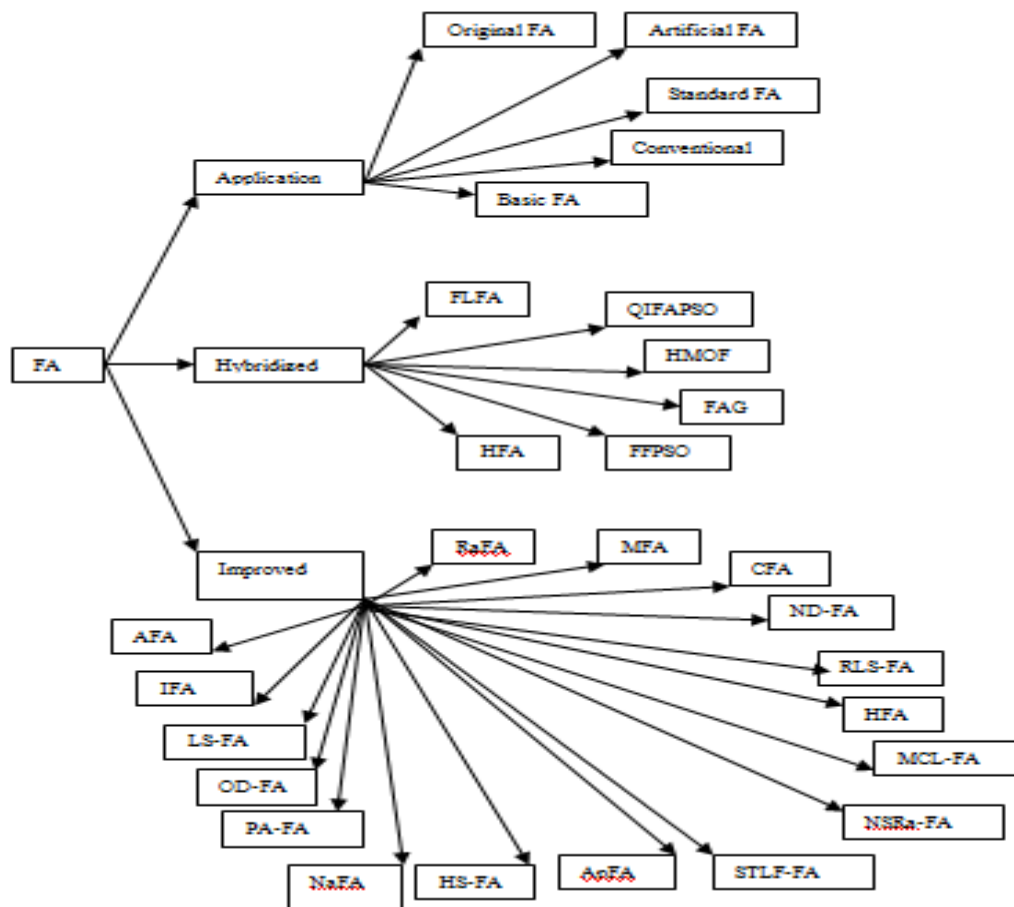 Original FA
Artificial FA
Standard FA
Conventional
Application
Basic FA
FLFA
QIFAPSO
FA
Hybridized
HMOF
FAG
HFA
FFPSO
RaFA
MFA
Improved
CFA
ND-FA
AFA
RLS-FA
IFA
HFA
LS-FA
MCL-FA
OD-FA
PA-FA
NSRa-FA
NaFA
HS-FA
ApFA
STLF-FA